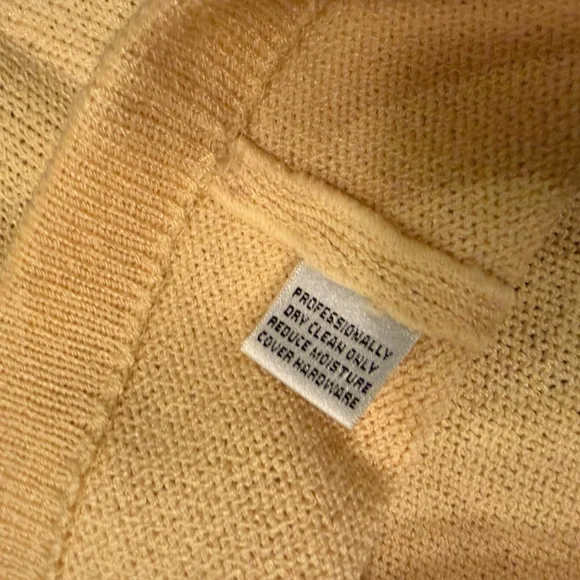 PROFESSIONALLY
DRY CLEAN ONLY
REDUCE MOISTURE
COVER HARDWARE